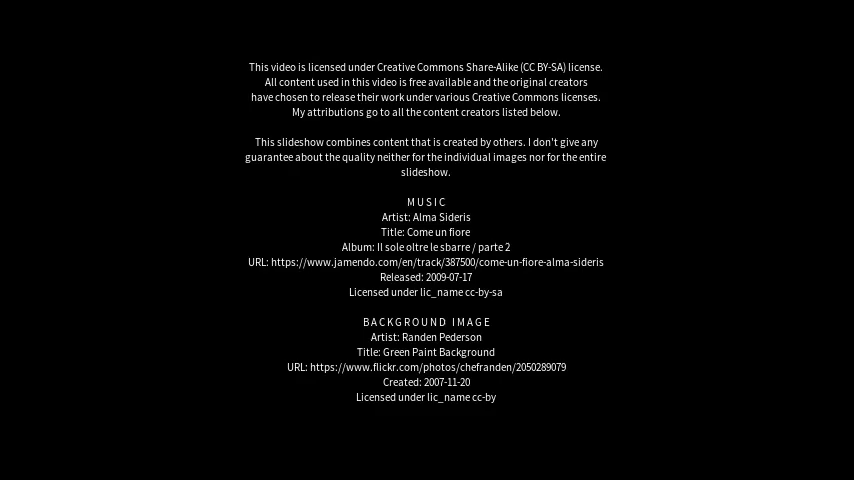 This video is licensed under Creative Commons Share-Alike (CC BY-SA) license.
All content used in this video is free available and the original creators
have chosen to release their work under various Creative Commons licenses.
My attributions go to all the content creators listed below.
This slideshow combines content that is created by others. I don't give any
guarantee about the quality neither for the individual images nor for the entire
slideshow.
MUSIC
Artist: Alma Sideris
Title: Come un fiore
Album: Il sole oltre le sbarre / parte 2
URL: https://www.jamendo.com/en/track/387500/come-un-fiore-alma-sideris
Released: 2009-07-17
Licensed under lic_name cc-by-sa
BACKGROUND IMAGE
Artist: Randen Pederson
Title: Green Paint Background
URL: https://www.flickr.com/photos/chefranden/2050289079
Created: 2007-11-20
Licensed under lic_name cc-by